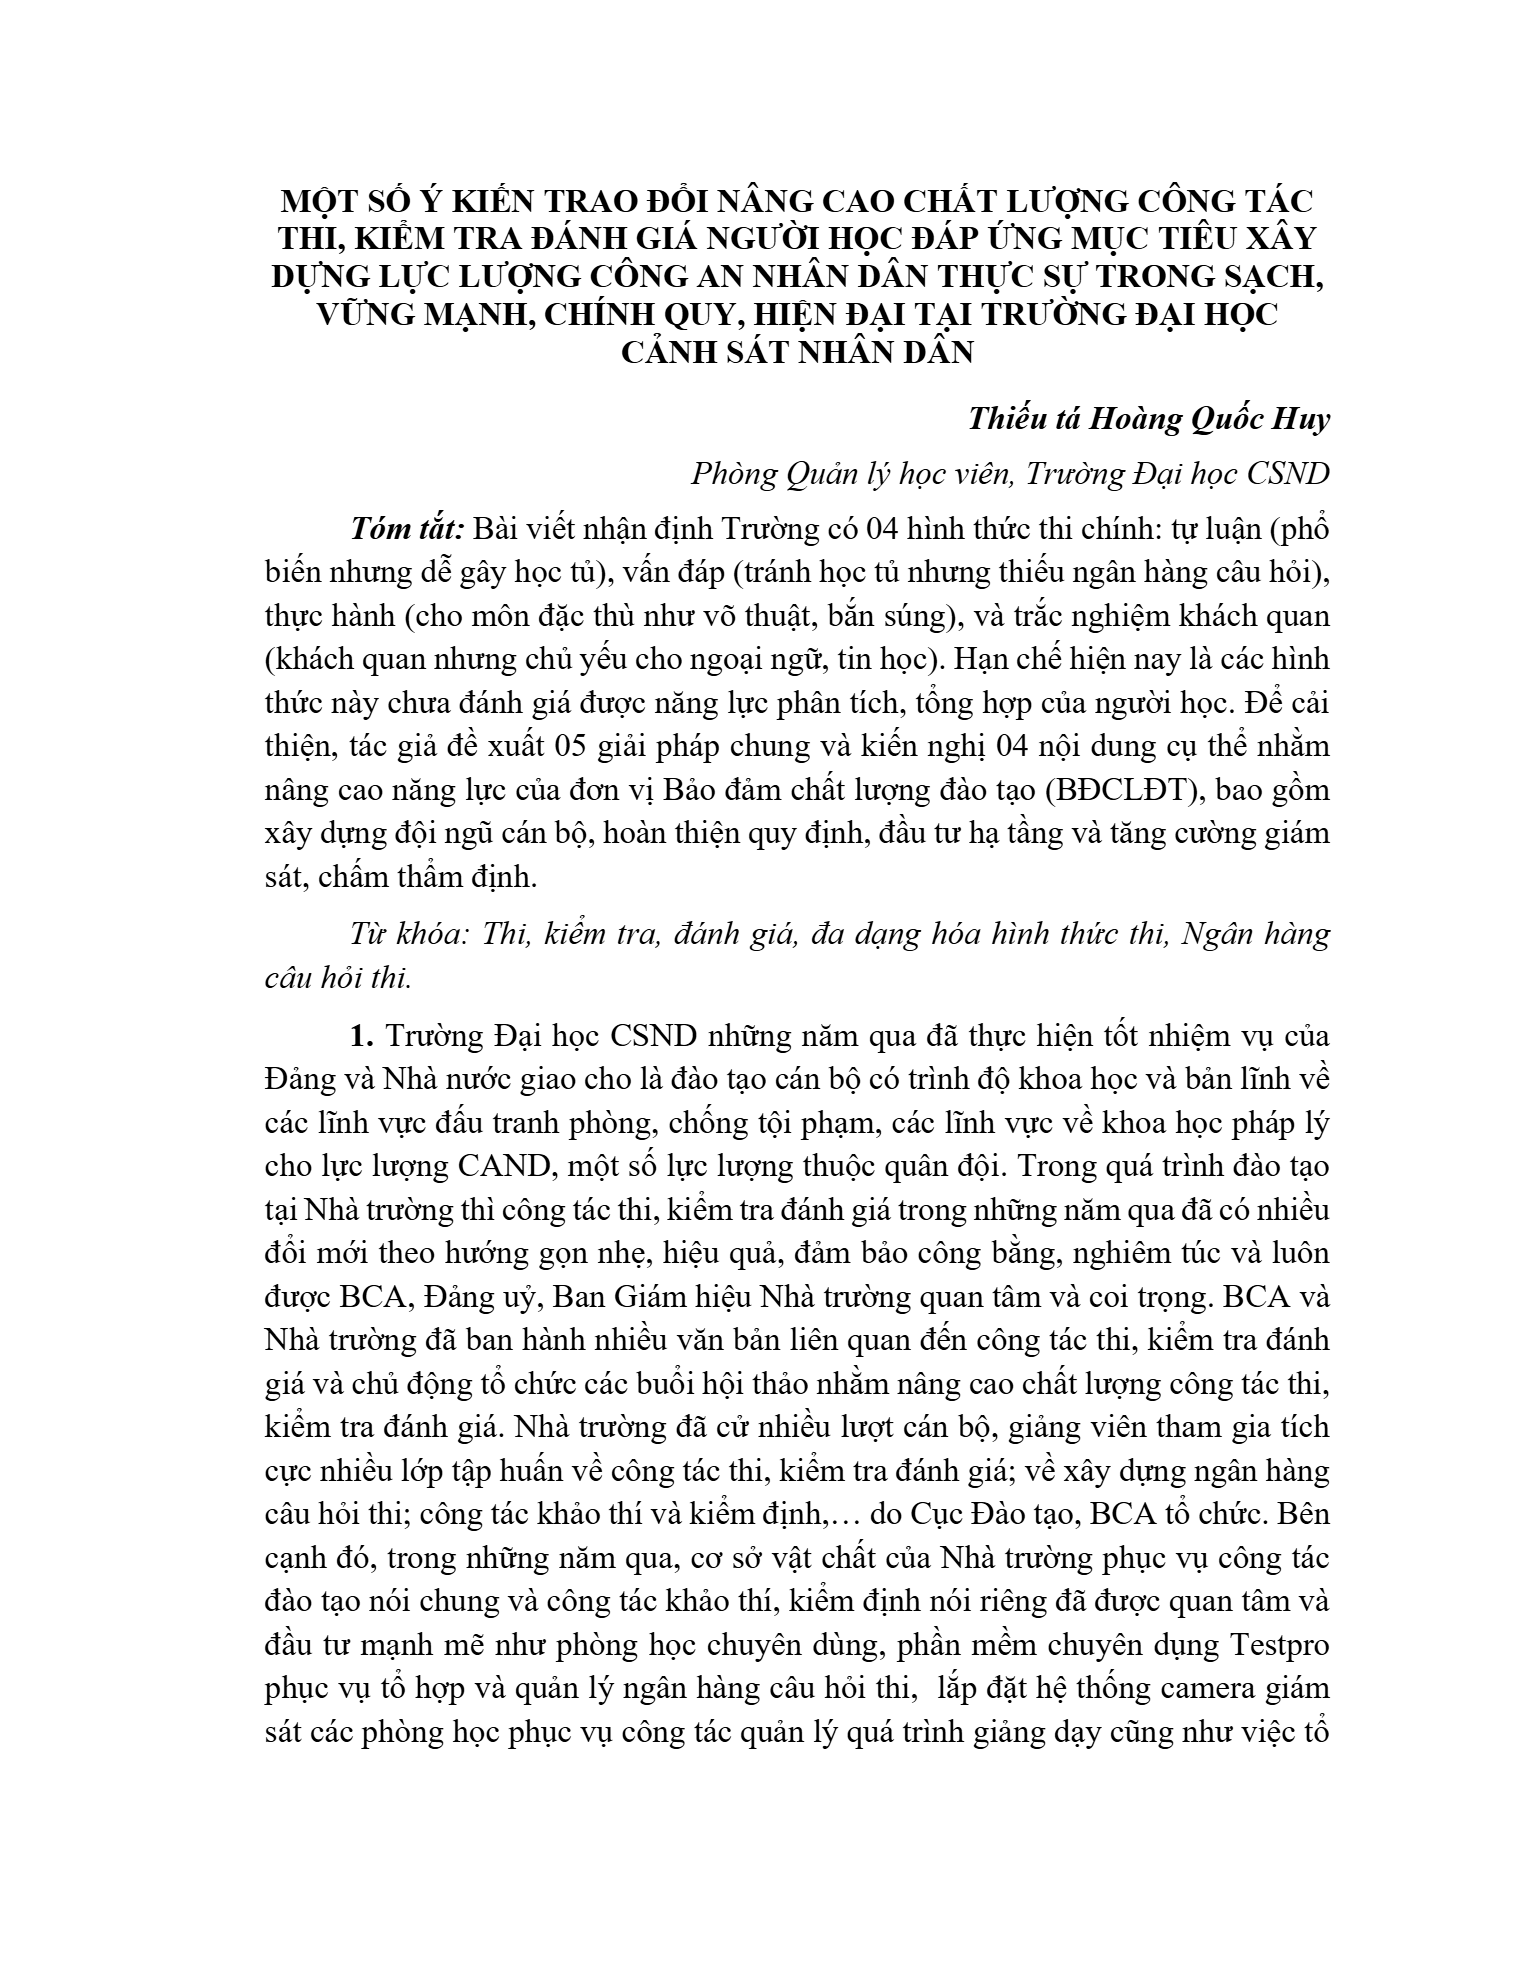 MỘT SỐ Ý KIẾN TRAO ĐỔI NÂNG CAO CHẤT LƯỢNG CÔNG TÁC
THI, KIỂM TRA ĐÁNH GIÁ NGƯỜI HỌC ĐÁP ỨNG MỤC TIÊU XÂY
DỰNG LỰC LƯỢNG CÔNG AN NHÂN DÂN THỰC SỰ TRONG SẠCH,
VỮNG MẠNH, CHÍNH QUY, HIỆN ĐẠI TẠI TRƯỜNG ĐẠI HỌC
CẢNH SÁT NHÂN DÂN
Thiếu tá Hoàng Quốc Huy
Phòng Quản lý học viên, Trường Đại học CSND
Tóm tắt: Bài viết nhận định Trường có 04 hình thức thi chính: tự luận (phổ
biến nhưng dễ gây học tủ), vấn đáp (tránh học tủ nhưng thiếu ngân hàng câu hỏi),
thực hành (cho môn đặc thù như võ thuật, bắn súng), và trắc nghiệm khách quan
(khách quan nhưng chủ yếu cho ngoại ngữ, tin học). Hạn chế hiện nay là các hình
thức này chưa đánh giá được năng lực phân tích, tổng hợp của người học. Để cải
thiện, tác giả đề xuất 05 giải pháp chung và kiến nghị 04 nội dung cụ thể nhằm
nâng cao năng lực của đơn vị Bảo đảm chất lượng đào tạo (BĐCLĐT), bao gồm
xây dựng đội ngũ cán bộ, hoàn thiện quy định, đầu tư hạ tầng và tăng cường giám
sát, chấm thẩm định.
Từ khóa: Thi, kiểm tra, đánh giá, đa dạng hóa hình thức thi, Ngân hàng
câu hỏi thi.
1. Trường Đại học CSND những năm qua đã thực hiện tốt nhiệm vụ của
Đảng và Nhà nước giao cho là đào tạo cán bộ có trình độ khoa học và bản lĩnh về
các lĩnh vực đấu tranh phòng, chống tội phạm, các lĩnh vực về khoa học pháp lý
cho lực lượng CAND, một số lực lượng thuộc quân đội. Trong quá trình đào tạo
tại Nhà trường thì công tác thi, kiểm tra đánh giá trong những năm qua đã có nhiều
đổi mới theo hướng gọn nhẹ, hiệu quả, đảm bảo công bằng, nghiêm túc và luôn
được BCA, Đảng uỷ, Ban Giám hiệu Nhà trường quan tâm và coi trọng. BCA và
Nhà trường đã ban hành nhiều văn bản liên quan đến công tác thi, kiểm tra đánh
giá và chủ động tổ chức các buổi hội thảo nhằm nâng cao chất lượng công tác thi,
kiểm tra đánh giá. Nhà trường đã cử nhiều lượt cán bộ, giảng viên tham gia tích
cực nhiều lớp tập huấn về công tác thi, kiểm tra đánh giá; về xây dựng ngân hàng
câu hỏi thi; công tác khảo thí và kiểm định,… do Cục Đào tạo, BCA tổ chức. Bên
cạnh đó, trong những năm qua, cơ sở vật chất của Nhà trường phục vụ công tác
đào tạo nói chung và công tác khảo thí, kiểm định nói riêng đã được quan tâm và
đầu tư mạnh mẽ như phòng học chuyên dùng, phần mềm chuyên dụng Testpro
phục vụ tổ hợp và quản lý ngân hàng câu hỏi thi, lắp đặt hệ thống camera giám
sát các phòng học phục vụ công tác quản lý quá trình giảng dạy cũng như việc tổ